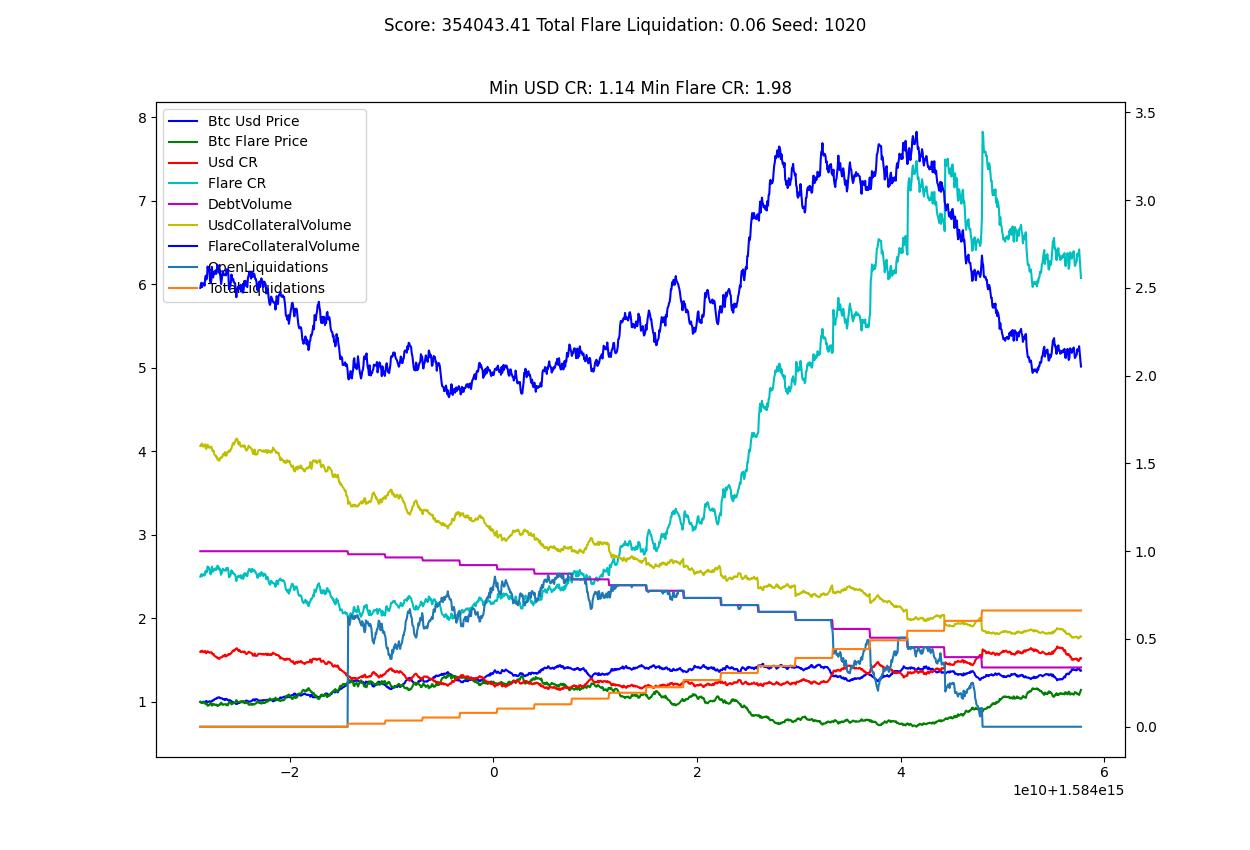 Score: 354043.41 Total Flare Liquidation: 0.06 Seed: 1020
Min USD CR: 1.14 Min Flare CR: 1.98
Btc Usd Price
Btc Flare Price
Usd CR
Flare CR
DebtVolume
UsdCollateralVolume
FlareCollateralVolume
OpenLiquidations
TotalLiquidations
8
7
6
5
4
3
2
1
3.5
3.0
2.5
2.0
1.5
1.0
0.5
0.0
−2 0 2 4 6
1e10+1.584e15